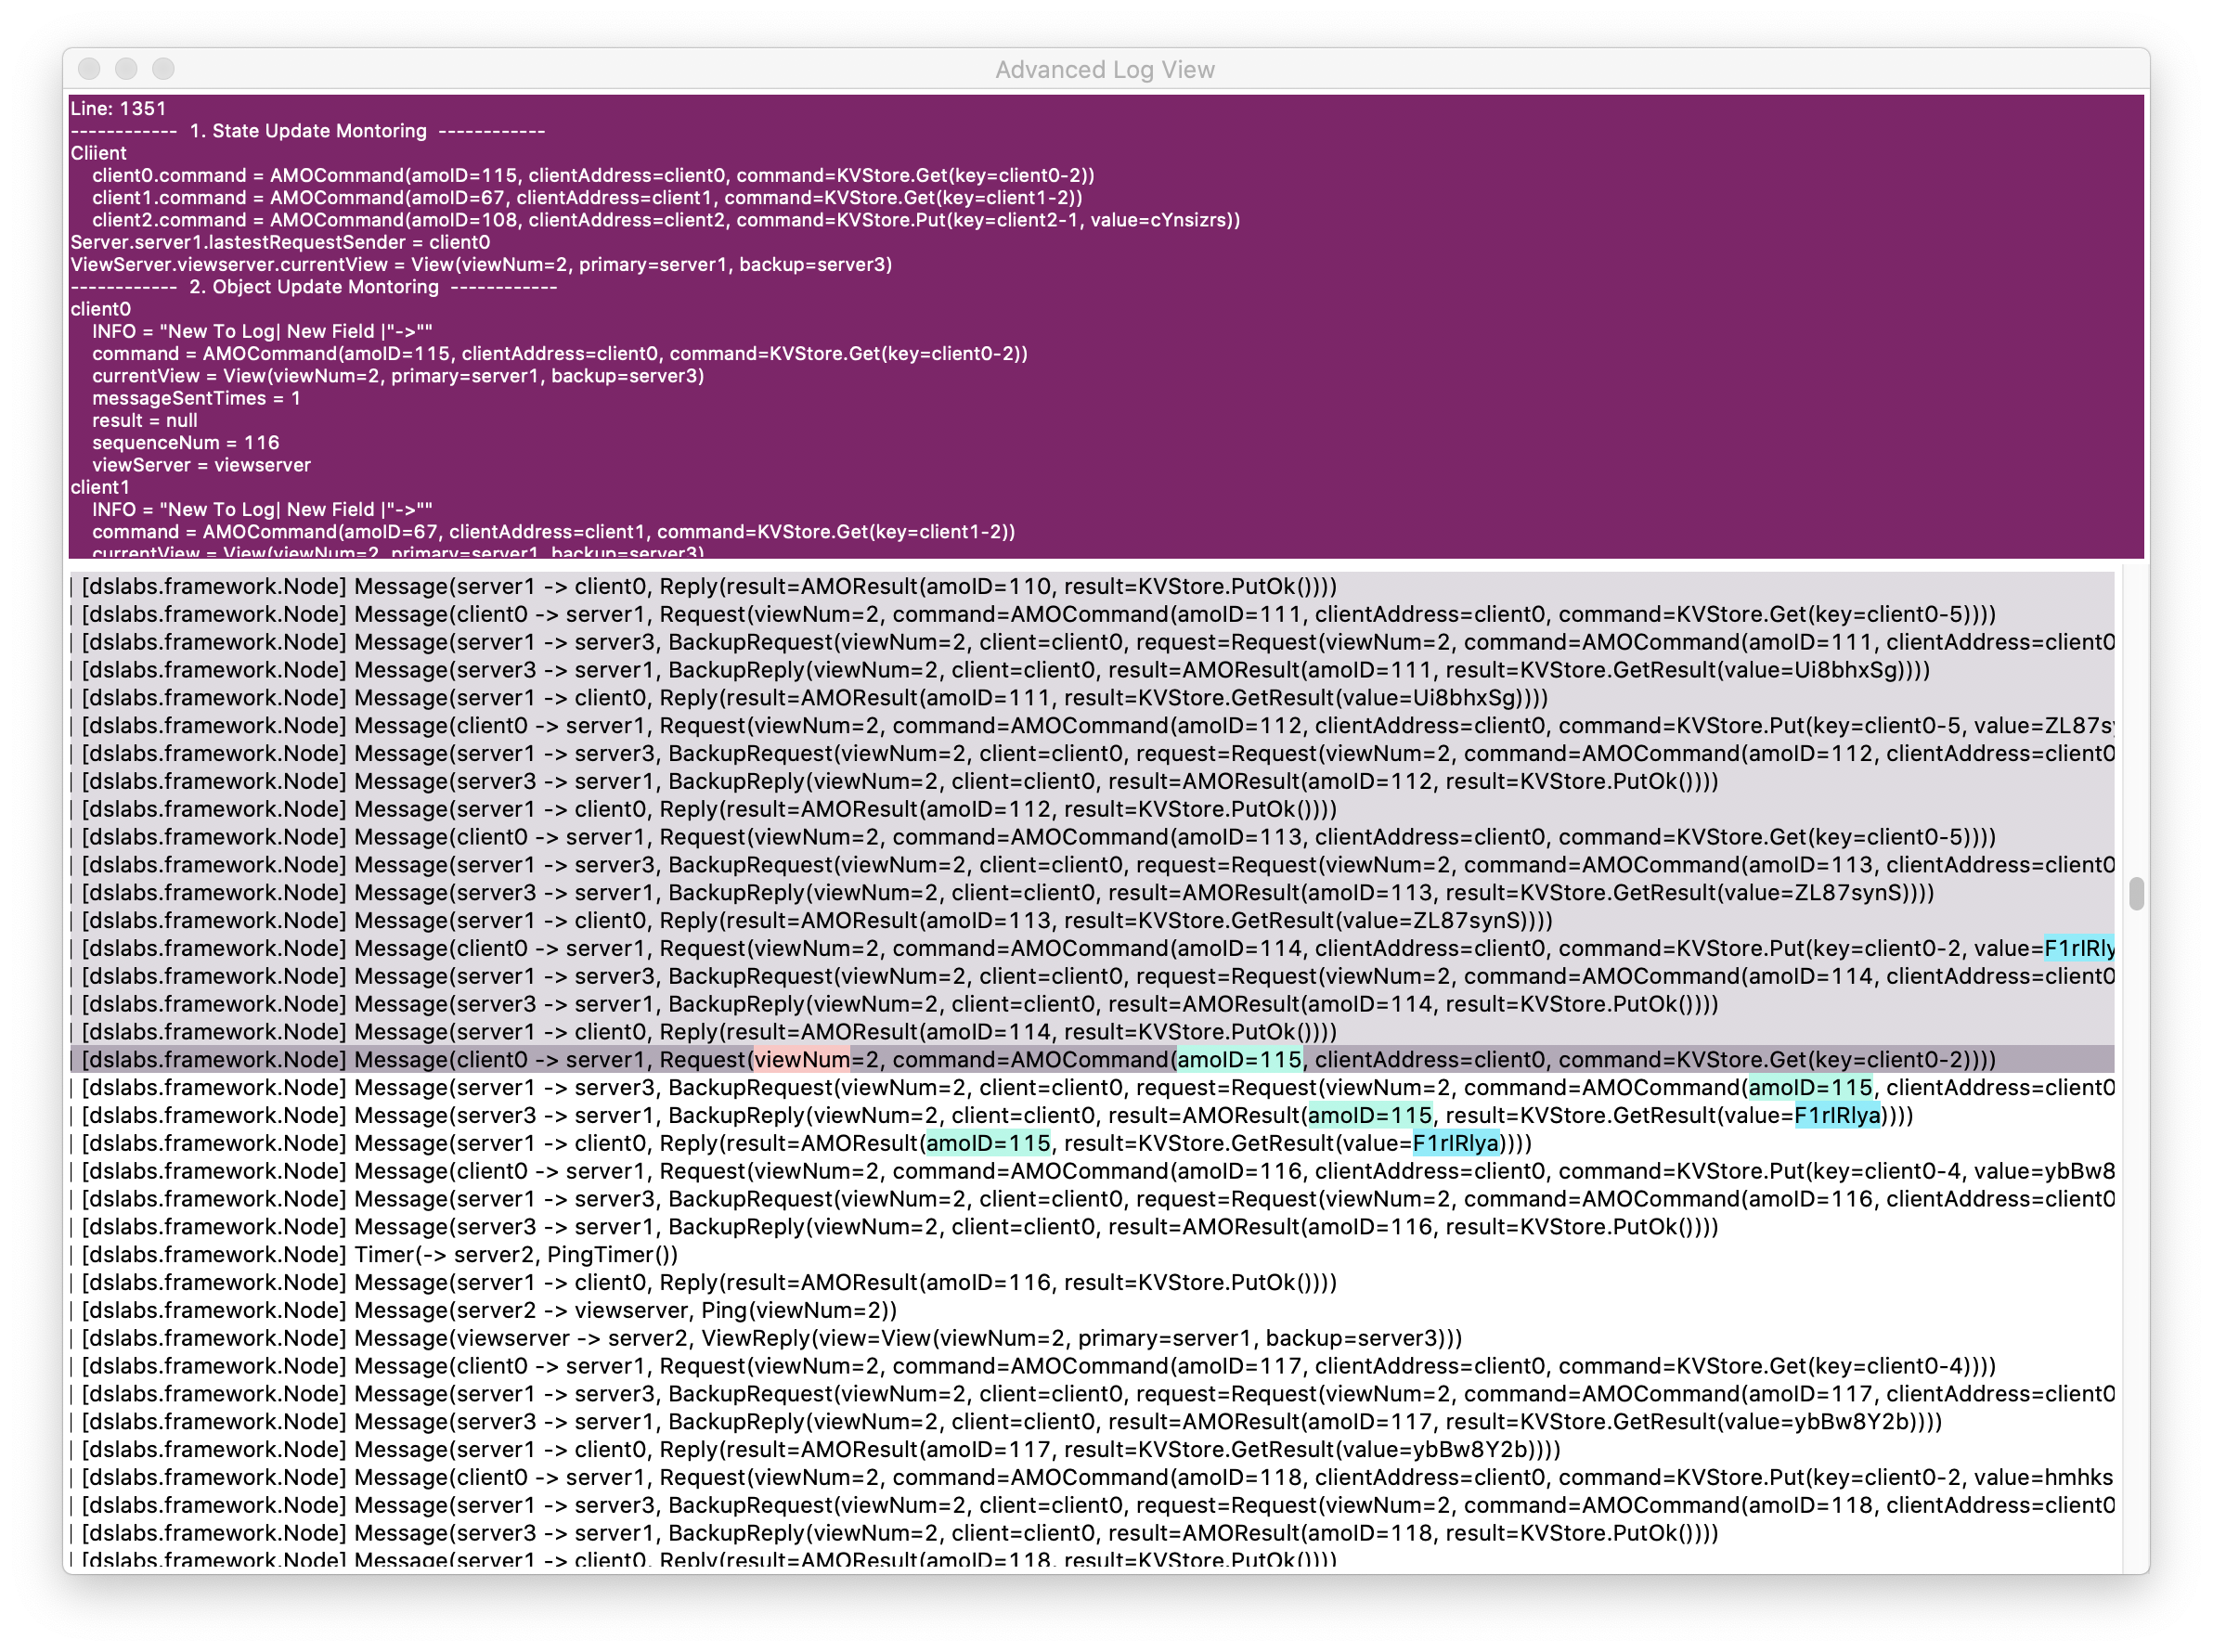 Advanced Log View
Line: 1351
------------ 1. State Update Montoring ------------
Cliient
client0.command = AMOCommand(amoID=115, clientAddress=client0, command=KVStore.Get(key=client0-2))
client1.command = AMOCommand(amoID=67, clientAddress=client1, command=KVStore.Get(key=client1-2))
client2.command = AMOCommand(amoID=108, clientAddress=client2, command=KVStore.Put(key=client2-1, value=cYnsizrs))
Server.server1.lastestRequestSender = client0
ViewServer.viewserver.currentView = View(viewNum=2, primary=server1, backup=server3)
------------ 2. Object Update Montoring ------------
client0
INFO = "New To Log| New Field |"->""
command = AMOCommand(amoID=115, clientAddress=client0, command=KVStore.Get(key=client0-2))
currentView = View(viewNum=2, primary=server1, backup=server3)
messageSentTimes = 1
result = null
sequenceNum = 116
viewServer = viewserver
client1
INFO = "New To Log| New Field |"->""
command = AMOCommand(amoID=67, clientAddress=client1, command=KVStore.Get(key=client1-2))
currentView = View(viewNum=2, primary=server1, backup=server3)
| [dslabs.framework.Node] Message(server1 -> client0, Reply(result=AMOResult(amoID=110, result=KVStore.PutOk())))
| [dslabs.framework.Node] Message(client0 -> server1, Request(viewNum=2, command=AMOCommand(amoID=111, clientAddress=client0, command=KVStore.Get(key=client0-5))))
| [dslabs.framework.Node] Message(server1 -> server3, BackupRequest(viewNum=2, client=client0, request=Request(viewNum=2, command=AMOCommand(amoID=111, clientAddress=client0
| [dslabs.framework.Node] Message(server3 -> server1, BackupReply(viewNum=2, client=client0, result=AMOResult(amoID=111, result=KVStore.GetResult(value=Ui8bhxSg))))
| [dslabs.framework.Node] Message(server1 -> client0, Reply(result=AMOResult(amoID=111, result=KVStore.GetResult(value=Ui8bhxSg))))
| [dslabs.framework.Node] Message(client0 -> server1, Request(viewNum=2, command=AMOCommand(amoID=112, clientAddress=client0, command=KVStore.Put(key=client0-5, value=ZL87sy
| [dslabs.framework.Node] Message(server1 -> server3, BackupRequest(viewNum=2, client=client0, request=Request(viewNum=2, command=AMOCommand(amoID=112, clientAddress=client0
| [dslabs.framework.Node] Message(server3 -> server1, BackupReply(viewNum=2, client=client0, result=AMOResult(amoID=112, result=KVStore.PutOk())))
| [dslabs.framework.Node] Message(server1 -> client0, Reply(result=AMOResult(amoID=112, result=KVStore.PutOk())))
| [dslabs.framework.Node] Message(client0 -> server1, Request(viewNum=2, command=AMOCommand(amoID=113, clientAddress=client0, command=KVStore.Get(key=client0-5))))
| [dslabs.framework.Node] Message(server1 -> server3, BackupRequest(viewNum=2, client=client0, request=Request(viewNum=2, command=AMOCommand(amoID=113, clientAddress=client0
| [dslabs.framework.Node] Message(server3 -> server1, BackupReply(viewNum=2, client=client0, result=AMOResult(amoID=113, result=KVStore.GetResult(value=ZL87synS))))
| [dslabs.framework.Node] Message(server1 -> client0, Reply(result=AMOResult(amoID=113, result=KVStore.GetResult(value=ZL87synS))))
| [dslabs.framework.Node] Message(client0 -> server1, Request(viewNum=2, command=AMOCommand(amoID=114, clientAddress=client0, command=KVStore.Put(key=client0-2, value=F1rIRly
| [dslabs.framework.Node] Message(server1 -> server3, BackupRequest(viewNum=2, client=client0, request=Request(viewNum=2, command=AMOCommand(amoID=114, clientAddress=client0
| [dslabs.framework.Node] Message(server3 -> server1, BackupReply(viewNum=2, client=client0, result=AMOResult(amoID=114, result=KVStore.PutOk())))
| [dslabs.framework.Node] Message(server1 -> client0, Reply(result=AMOResult(amoID=114, result=KVStore.PutOk())))
| [dslabs.framework.Node] Message(client0 -> server1, Request(viewNum=2, command=AMOCommand(amoID=115, clientAddress=client0, command=KVStore.Get(key=client0-2))))
| [dslabs.framework.Node] Message(server1 -> server3, BackupRequest(viewNum=2, client=client0, request=Request(viewNum=2, command=AMOCommand(amoID=115, clientAddress=client0
| [dslabs.framework.Node] Message(server3 -> server1, BackupReply(viewNum=2, client=client0, result=AMOResult(amoID=115, result=KVStore.GetResult(value=F1rIRlya))))
| [dslabs.framework.Node] Message(server1 -> client0, Reply(result=AMOResult(amoID=115, result=KVStore.GetResult(value=F1rIRlya))))
| [dslabs.framework.Node] Message(client0 -> server1, Request(viewNum=2, command=AMOCommand(amoID=116, clientAddress=client0, command=KVStore.Put(key=client0-4, value=ybBw8
| [dslabs.framework.Node] Message(server1 -> server3, BackupRequest(viewNum=2, client=client0, request=Request(viewNum=2, command=AMOCommand(amoID=116, clientAddress=client0
| [dslabs.framework.Node] Message(server3 -> server1, BackupReply(viewNum=2, client=client0, result=AMOResult(amoID=116, result=KVStore.PutOk())))
| [dslabs.framework.Node] Timer(-> server2, PingTimer())
| [dslabs.framework.Node] Message(server1 -> client0, Reply(result=AMOResult(amoID=116, result=KVStore.PutOk())))
| [dslabs.framework.Node] Message(server2 -> viewserver, Ping(viewNum=2))
| [dslabs.framework.Node] Message(viewserver -> server2, ViewReply(view=View(viewNum=2, primary=server1, backup=server3)))
| [dslabs.framework.Node] Message(client0 -> server1, Request(viewNum=2, command=AMOCommand(amoID=117, clientAddress=client0, command=KVStore.Get(key=client0-4))))
| [dslabs.framework.Node] Message(server1 -> server3, BackupRequest(viewNum=2, client=client0, request=Request(viewNum=2, command=AMOCommand(amoID=117, clientAddress=client0
| [dslabs.framework.Node] Message(server3 -> server1, BackupReply(viewNum=2, client=client0, result=AMOResult(amoID=117, result=KVStore.GetResult(value=ybBw8Y2b))))
| [dslabs.framework.Node] Message(server1 -> client0, Reply(result=AMOResult(amoID=117, result=KVStore.GetResult(value=ybBw8Y2b))))
| [dslabs.framework.Node] Message(client0 -> server1, Request(viewNum=2, command=AMOCommand(amoID=118, clientAddress=client0, command=KVStore.Put(key=client0-2, value=hmhks
| [dslabs.framework.Node] Message(server1 -> server3, BackupRequest(viewNum=2, client=client0, request=Request(viewNum=2, command=AMOCommand(amoID=118, clientAddress=client0
| [dslabs.framework.Node] Message(server3 -> server1, BackupReply(viewNum=2, client=client0, result=AMOResult(amoID=118, result=KVStore.PutOk())))
| [dslabs.framework.Node] Message(server1 -> client0, Reply(result=AMOResult(amoID=118, result=KVStore.PutOk())))